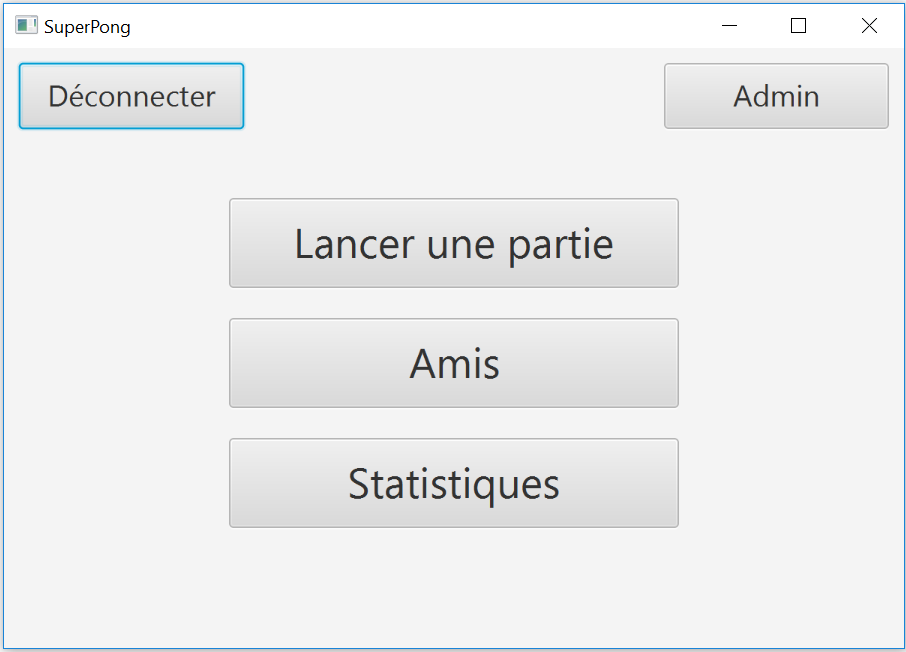 SuperPong
Déconnecter
Admin
Lancer une partie
Amis
Statistiques